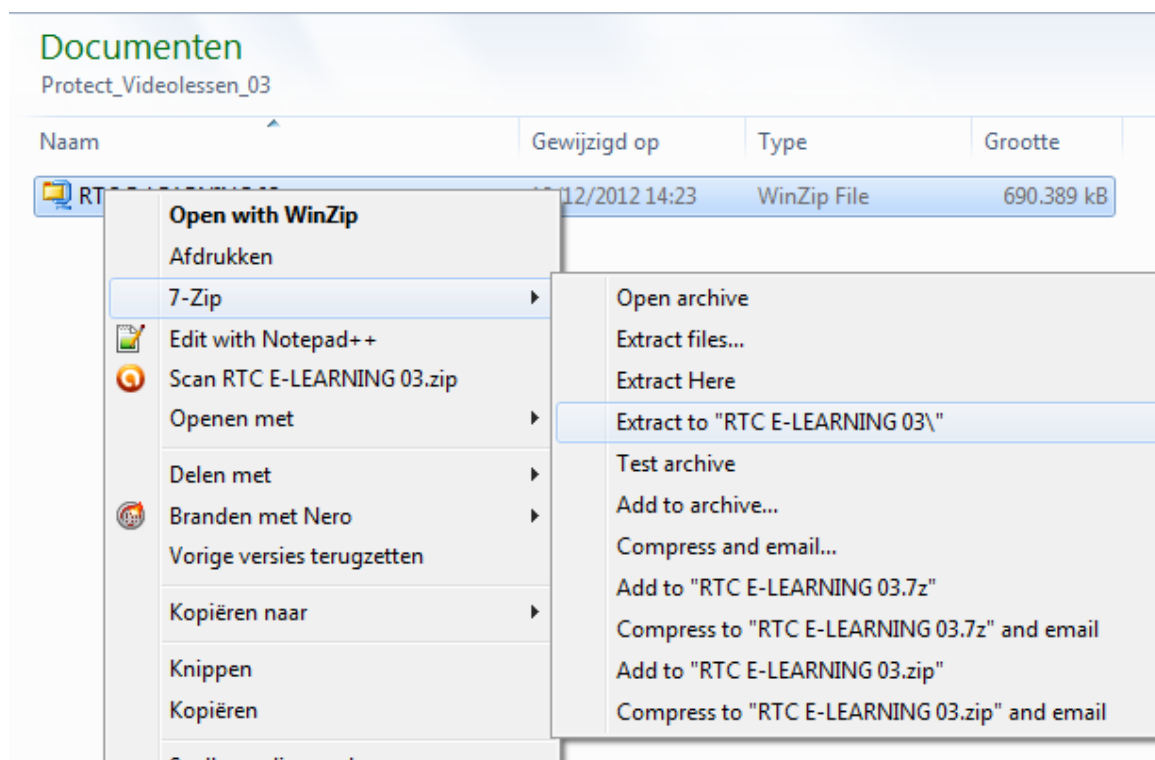 Documenten
Protect_Videolessen_03
Naam Gewijzigd op Type Grootte
12/2012 14:23 WinZip File 690.389 kB
Open with WinZip
Afdrukken
7-Zip
Edit with Notepad++
Scan RTC E-LEARNING 03.zip
Openen met
Delen met
Branden met Nero
Vorige versies terugzetten
Kopiëren naar
Knippen
Kopiëren
Open archive
Extract files...
Extract Here
Extract to "RTC E-LEARNING 03\"
Test archive
Add to archive...
Compress and email...
Add to "RTC E-LEARNING 03.7z"
Compress to "RTC E-LEARNING 03.7z" and email
Add to "RTC E-LEARNING 03.zip"
Compress to "RTC E-LEARNING 03.zip" and email